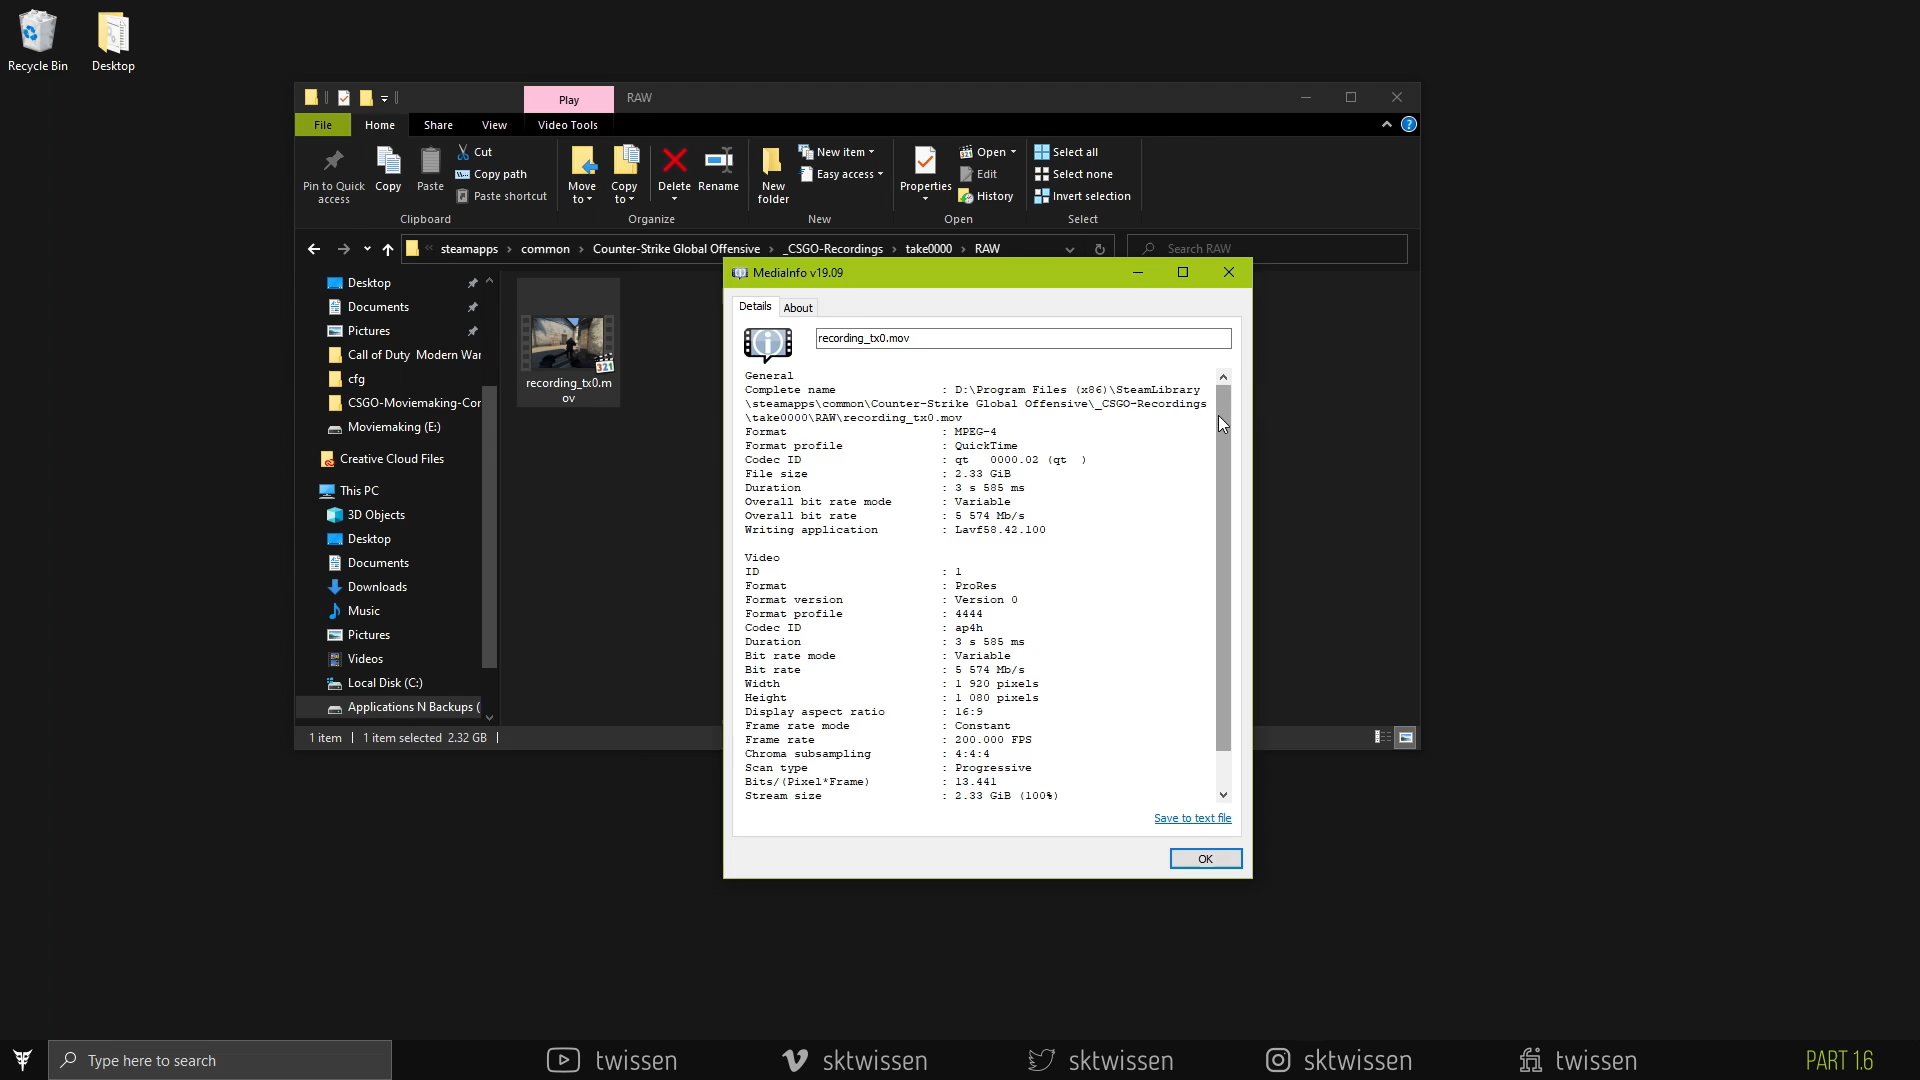 Recycle Bin
Desktop
Play
RAW
File
Home
Share
View
Video Tools
Pin to Quick access
Copy
Paste
Cut
Copy path
Paste shortcut
Move to
Copy to
Delete
Rename
New folder
New item
Easy access
Properties
Open
Edit
History
Select all
Select none
Invert selection
Clipboard
Organize
New
Open
Select
« steamapps › common › Counter-Strike Global Offensive › _CSGO-Recordings › take0000 › RAW
Search RAW
Desktop
Documents
Pictures
Call of Duty Modern War
cfg
CSGO-Moviemaking-Con
Moviemaking (E:)
Creative Cloud Files
This PC
3D Objects
Desktop
Documents
Downloads
Music
Pictures
Videos
Local Disk (C:)
Applications N Backups (
recording_tx0.m
ov
321
1 item
1 item selected 2.32 GB
MediaInfo v19.09
Details
About
recording_tx0.mov
General
Complete name : D:\Program Files (x86)\SteamLibrary
\steamapps\common\Counter-Strike Global Offensive\_CSGO-Recordings
\take0000\RAW\recording_tx0.mov
Format : MPEG-4
Format profile : QuickTime
Codec ID : qt 0000.02 (qt )
File size : 2.33 GiB
Duration : 3 s 585 ms
Overall bit rate mode : Variable
Overall bit rate : 5 574 Mb/s
Writing application : Lavf58.42.100
Video
ID : 1
Format : ProRes
Format version : Version 0
Format profile : 4444
Codec ID : ap4h
Duration : 3 s 585 ms
Bit rate mode : Variable
Bit rate : 5 574 Mb/s
Width : 1 920 pixels
Height : 1 080 pixels
Display aspect ratio : 16:9
Frame rate mode : Constant
Frame rate : 200.000 FPS
Chroma subsampling : 4:4:4
Scan type : Progressive
Bits/(Pixel*Frame) : 13.441
Stream size : 2.33 GiB (100%)
Save to text file
OK
Type here to search
twissen
sktwissen
sktwissen
sktwissen
twissen
PART 1.6